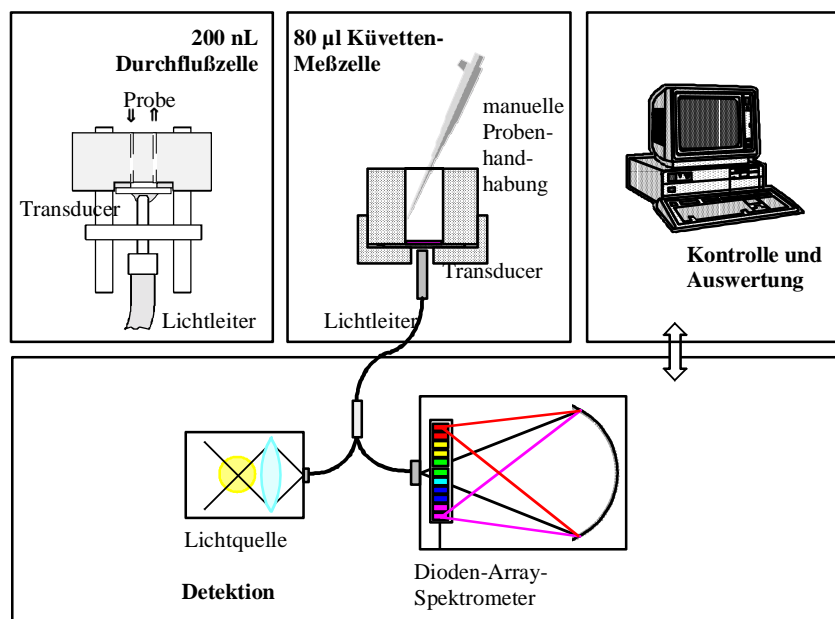 200 nL
Durchflußzelle
Probe
Transducer
Lichtleiter
80 µl Küvetten-
Meßzelle
manuelle
Proben-
hand-
habung
Transducer
Lichtleiter
Kontrolle und
Auswertung
Lichtquelle
Detektion
Dioden-Array-
Spektrometer